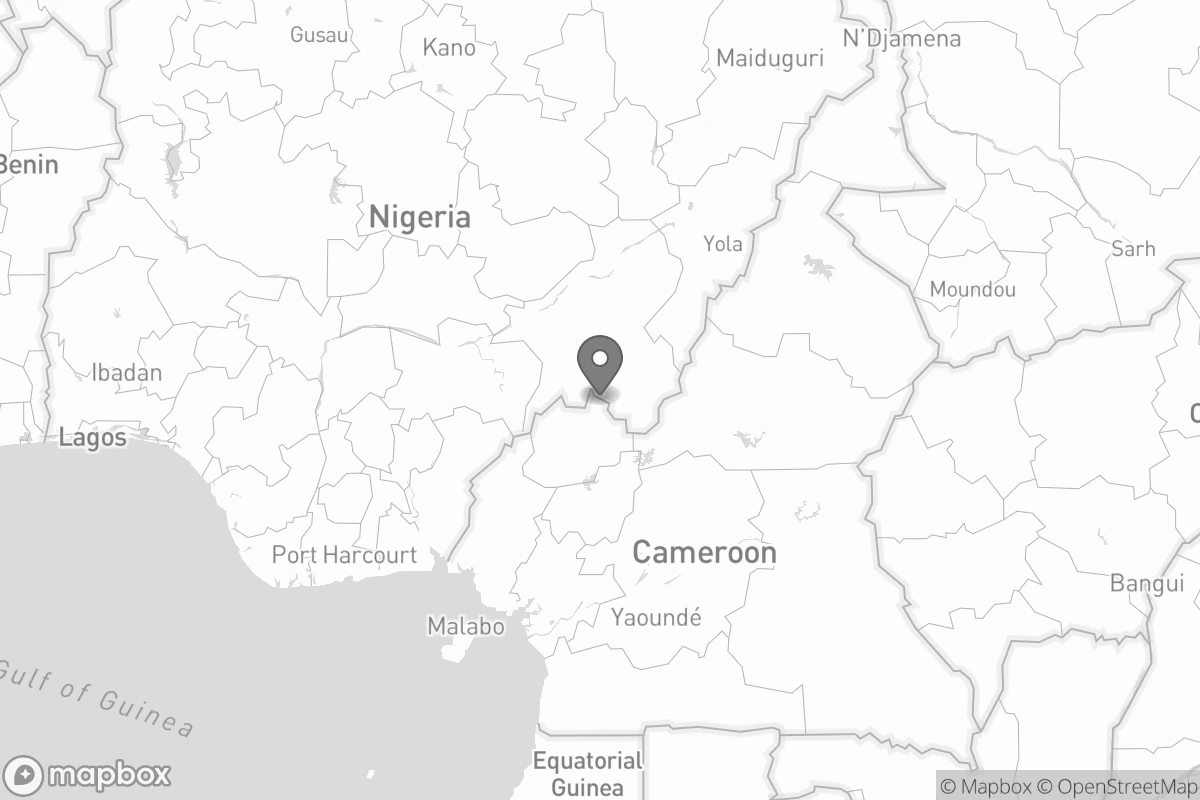 Gusau
Kano
N'Djamena
Maiduguri
Benin
Nigeria
Yola
Sarh
Moundou
Ibadan
Lagos
Port Harcourt
Cameroon
Bangui
Yaoundé
Malabo
Gulf of Guinea
Equatorial
Guinea
mapbox
© Mapbox © OpenStreetMap